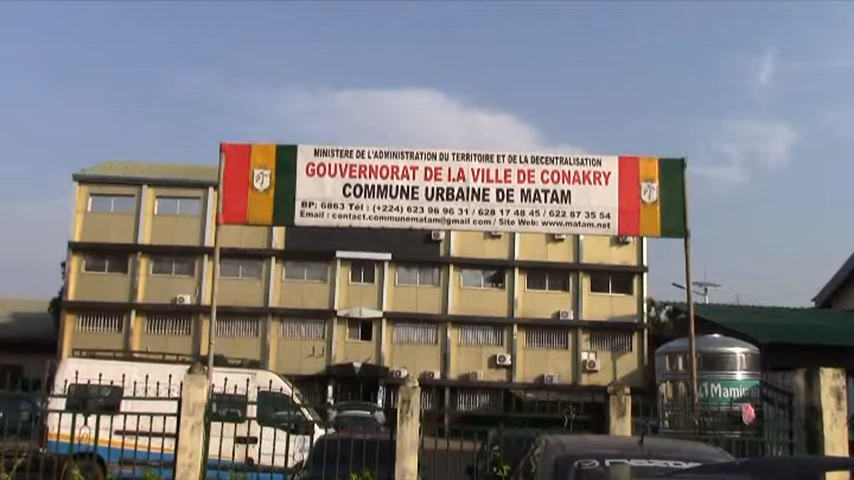 MINISTERE DE L'ADMINISTRATION DU TERRITOIRE ET DE LA DECENTRALISATION
GOUVERNORAT DE LA VILLE DE CONAKRY
COMMUNE URBAINE DE MATAM
BP: 6863 Tél : (+224) 623 96 96 31 / 628 17 48 45 / 622 87 35 54
Email : contact.communematam@gmail.com / Site Web: www.matam.net